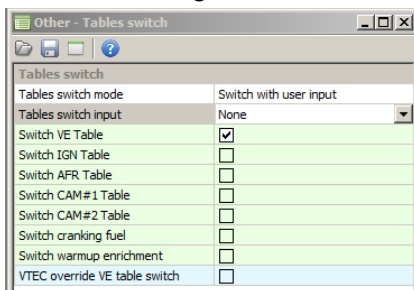 Other - Tables switch
Tables switch
Tables switch mode Switch with user input
Tables switch input None
Switch VE Table
Switch IGN Table
Switch AFR Table
Switch CAM#1 Table
Switch CAM#2 Table
Switch cranking fuel
Switch warmup enrichment
VTEC override VE table switch